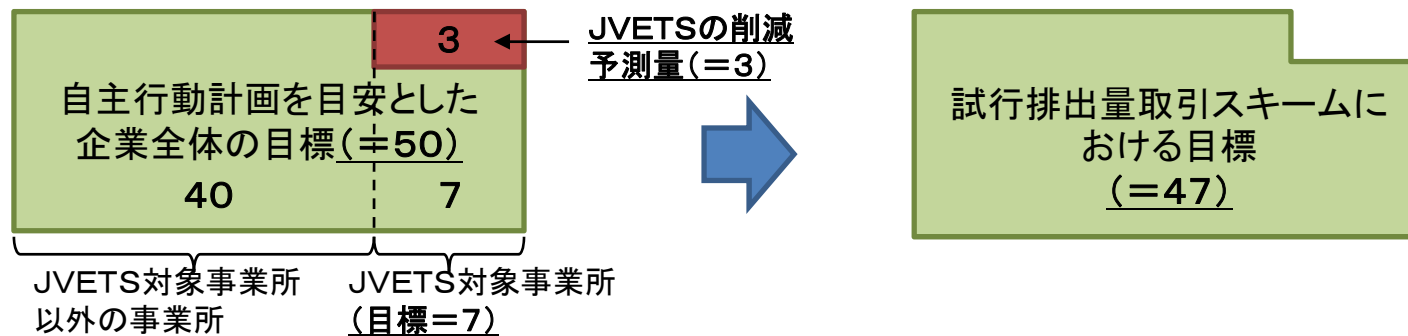 3
JVETSの削減
予測量(=3)
自主行動計画を目安とした
企業全体の目標(=50)
40
7
JVETS対象事業所
以外の事業所
JVETS対象事業所
(目標=7)
試行排出量取引スキームに
おける目標
(=47)